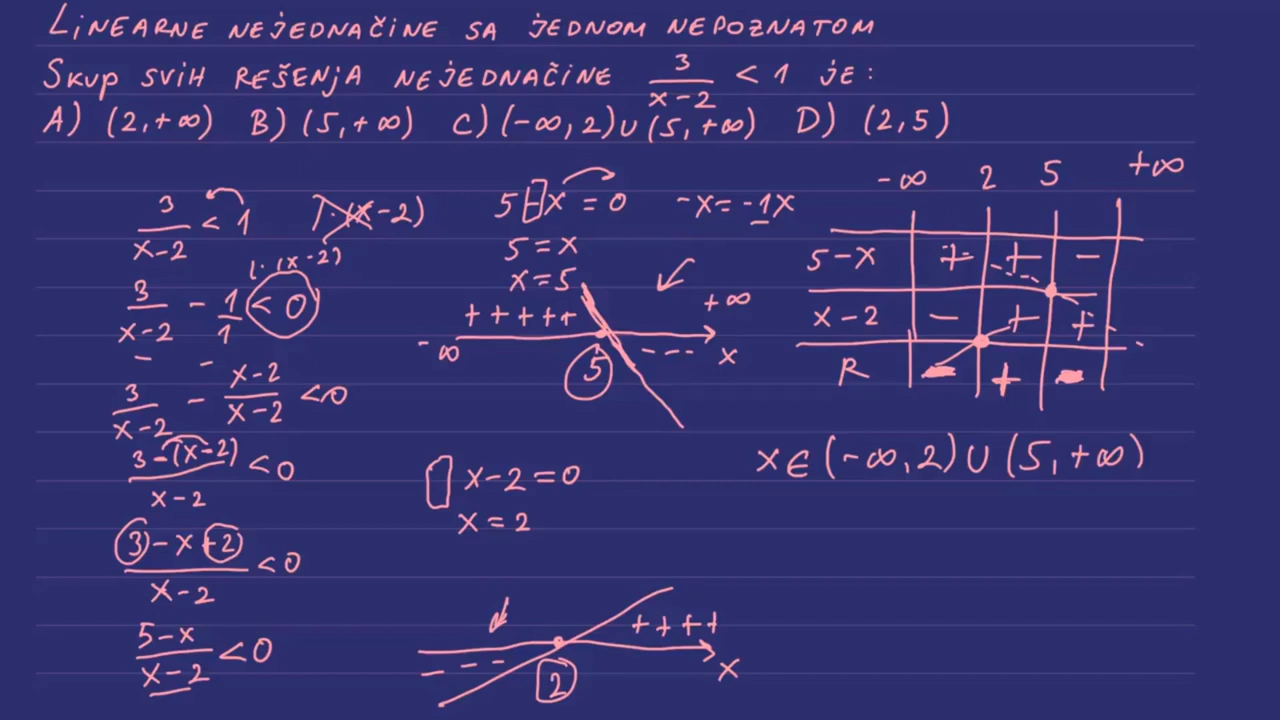 LINEARNE NEJEDNAČINE SA JEDNOM NEPOZNATOM
SKUP SVIH REŠENJA NEJEDNAČINE 3/(x-2) < 1 JE:
A) (2,+∞) B) (5,+∞) C) (-∞,2)∪(5,+∞) D) (2,5)
3/(x-2) < 1 /·(x-2)
/·(x-2)
3/(x-2) - 1/1 < 0
3/(x-2) - (x-2)/(x-2) < 0
(3-(x-2))/(x-2) < 0
(3-x+2)/(x-2) < 0
(5-x)/(x-2) < 0
5-x=0 -x=-1x
5=x
x=5
+++++ +∞
-∞ 5 --- x
x-2=0
x=2
++++
--- 2 x
-∞ 2 5 +∞
5-x + + -
x-2 - + +
R - + -
x∈(-∞,2)∪(5,+∞)